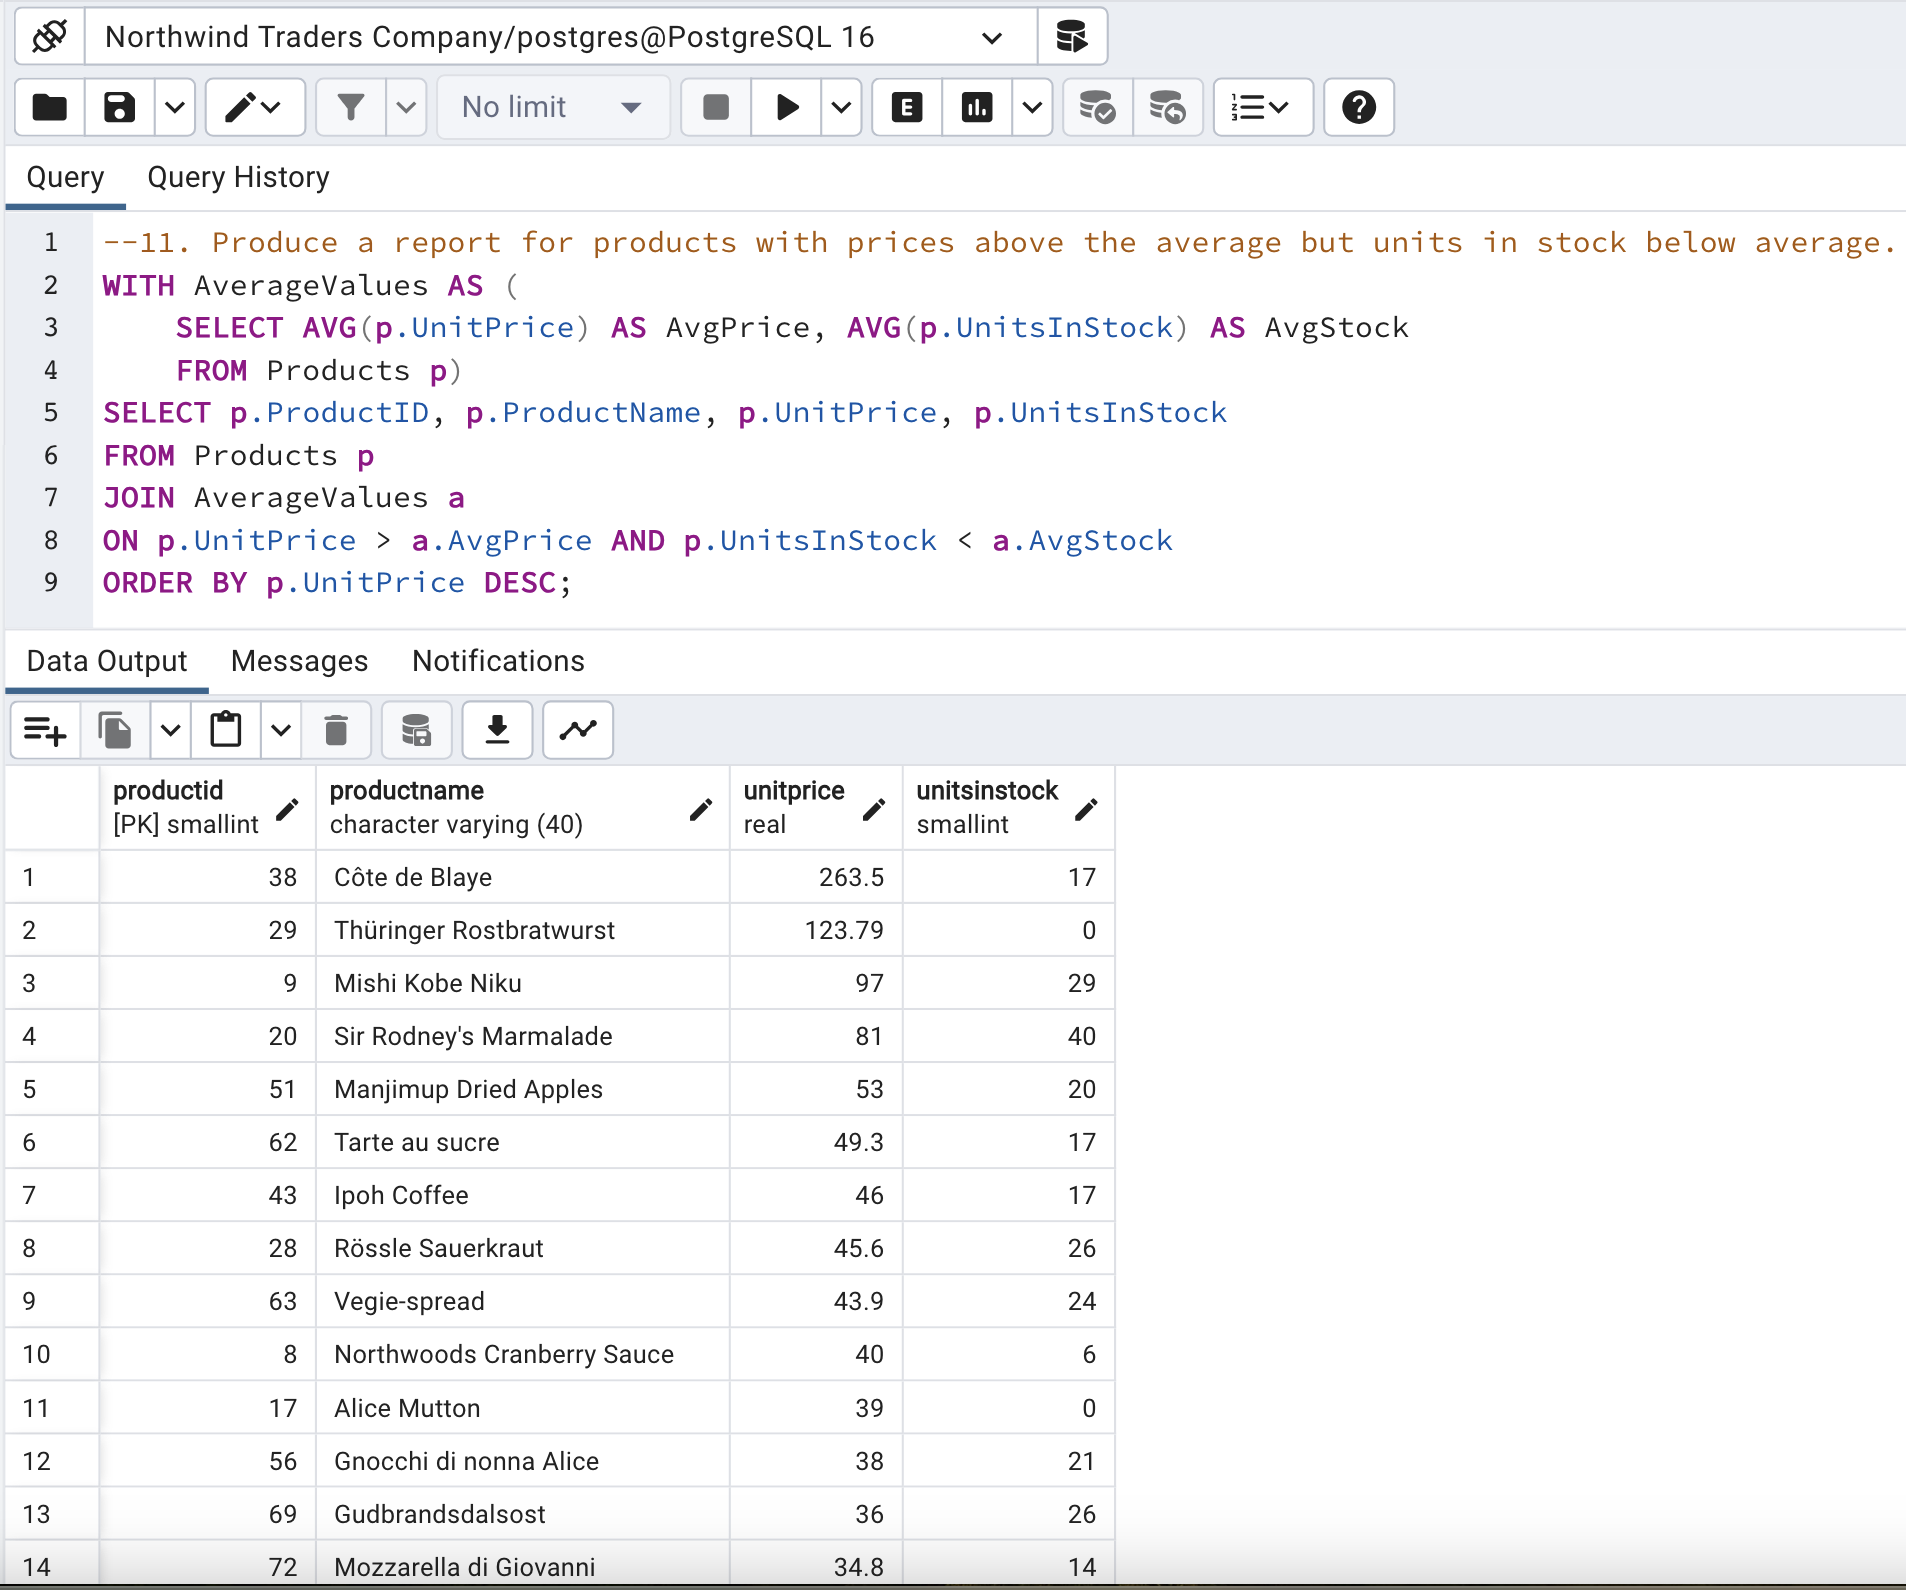 Northwind Traders Company/postgres@PostgreSQL 16
No limit
E
Query Query History
1 --11. Produce a report for products with prices above the average but units in stock below average.
2 WITH AverageValues AS (
3 SELECT AVG(p.UnitPrice) AS AvgPrice, AVG(p.UnitsInStock) AS AvgStock
4 FROM Products p)
5 SELECT p.ProductID, p.ProductName, p.UnitPrice, p.UnitsInStock
6 FROM Products p
7 JOIN AverageValues a
8 ON p.UnitPrice > a.AvgPrice AND p.UnitsInStock < a.AvgStock
9 ORDER BY p.UnitPrice DESC;
Data Output Messages Notifications
productid productname unitprice unitsinstock
[PK] smallint character varying (40) real smallint
1 38 Côte de Blaye 263.5 17
2 29 Thüringer Rostbratwurst 123.79 0
3 9 Mishi Kobe Niku 97 29
4 20 Sir Rodney's Marmalade 81 40
5 51 Manjimup Dried Apples 53 20
6 62 Tarte au sucre 49.3 17
7 43 Ipoh Coffee 46 17
8 28 Rössle Sauerkraut 45.6 26
9 63 Vegie-spread 43.9 24
10 8 Northwoods Cranberry Sauce 40 6
11 17 Alice Mutton 39 0
12 56 Gnocchi di nonna Alice 38 21
13 69 Gudbrandsdalsost 36 26
14 72 Mozzarella di Giovanni 34.8 14